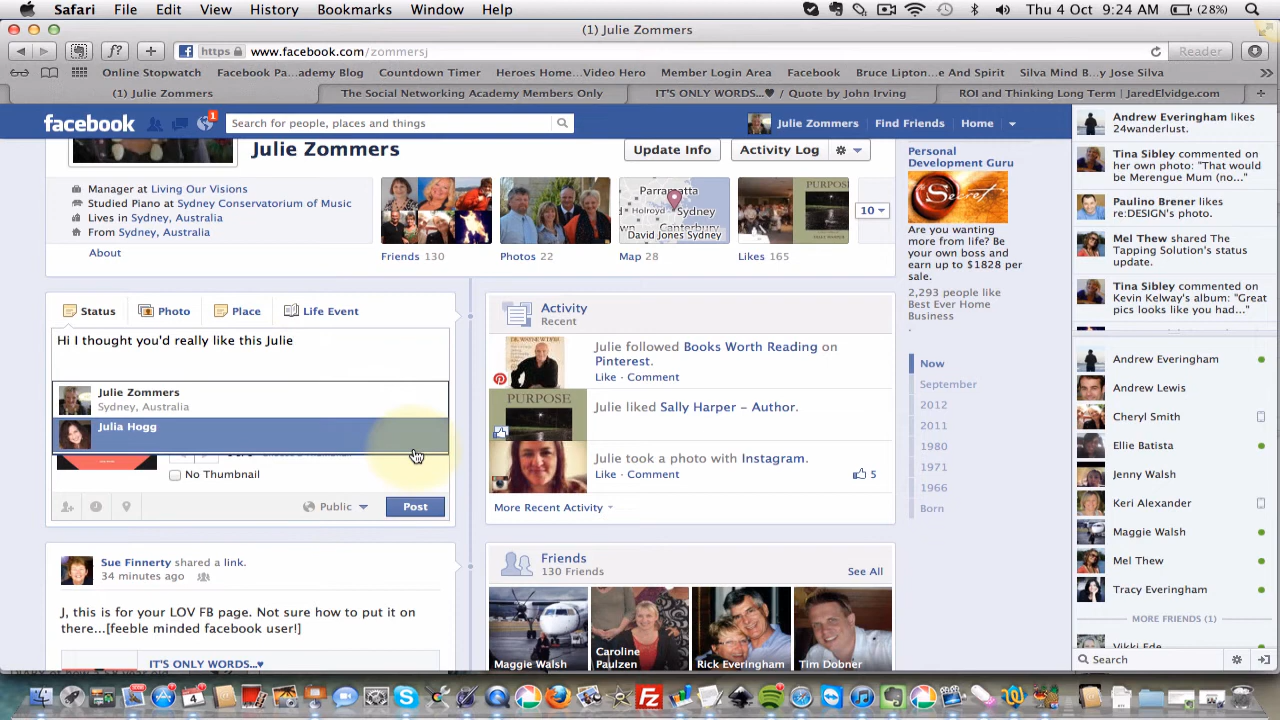 Safari File Edit View History Bookmarks Window Help
Thu 4 Oct 9:24 AM (28%)
(1) Julie Zommers
https www.facebook.com/zommersj
Reader
Online Stopwatch Facebook Pa...ademy Blog Countdown Timer Heroes Home...Video Hero Member Login Area Facebook Bruce Lipton...e And Spirit Silva Mind B...y Jose Silva
(1) Julie Zommers
The Social Networking Academy Members Only
IT'S ONLY WORDS...♥ / Quote by John Irving
ROI and Thinking Long Term | JaredElvidge.com
facebook
1
Search for people, places and things
Julie Zommers Find Friends Home
Julie Zommers
Update Info
Activity Log
Manager at Living Our Visions
Studied Piano at Sydney Conservatorium of Music
Lives in Sydney, Australia
From Sydney, Australia
About
Friends 130
Photos 22
Parramatta
Holroyd
Sydney
Canterbury
David Jones Sydney
Map 28
PURPOSE
Likes 165
10
Status
Photo
Place
Life Event
Hi I thought you'd really like this Julie
Julie Zommers
Sydney, Australia
Julia Hogg
No Thumbnail
Public
Post
Sue Finnerty shared a link.
34 minutes ago
J, this is for your LOV FB page. Not sure how to put it on
there...[feeble minded facebook user!]
IT'S ONLY WORDS...♥
Activity
Recent
DR. WAYNE W. DYER
Julie followed Books Worth Reading on
Pinterest.
Like · Comment
PURPOSE
Julie liked Sally Harper – Author.
Julie took a photo with Instagram.
Like · Comment
5
More Recent Activity
Friends
130 Friends
See All
Maggie Walsh
Caroline
Paulzen
Rick Everingham
Tim Dobner
Personal
Development Guru
Secret
Are you wanting
more from life? Be
your own boss and
earn up to $1828 per
sale.
2,293 people like
Best Ever Home
Business
Now
September
2012
2011
1980
1971
1966
Born
Andrew Everingham likes
24wanderlust.
Tina Sibley commented on
her own photo: "That would
be Merengue Mum (no..."
Paulino Brener likes
re:DESIGN's photo.
Mel Thew shared The
Tapping Solution's status
update.
Tina Sibley commented on
Kevin Kelway's album: "Great
pics looks like you had..."
Andrew Everingham
Andrew Lewis
Cheryl Smith
Ellie Batista
Jenny Walsh
Keri Alexander
Maggie Walsh
Mel Thew
Tracy Everingham
MORE FRIENDS (1)
Vikki Ede
Search